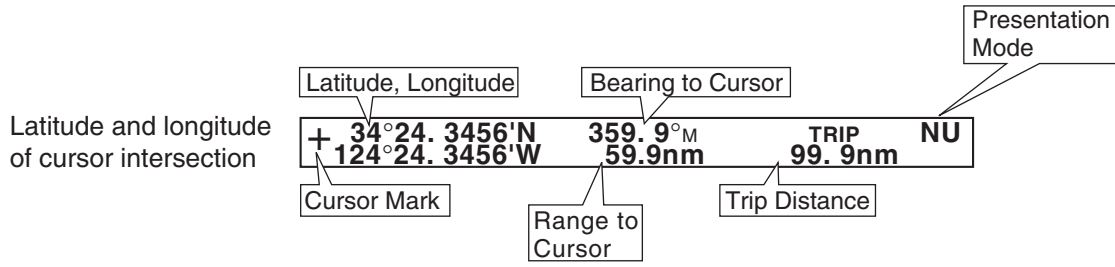 Presentation
Mode
Latitude, Longitude
Bearing to Cursor
Latitude and longitude
of cursor intersection
+ 34°24. 3456'N 359. 9°M TRIP NU
124°24. 3456'W 59.9nm 99. 9nm
Cursor Mark
Range to
Cursor
Trip Distance